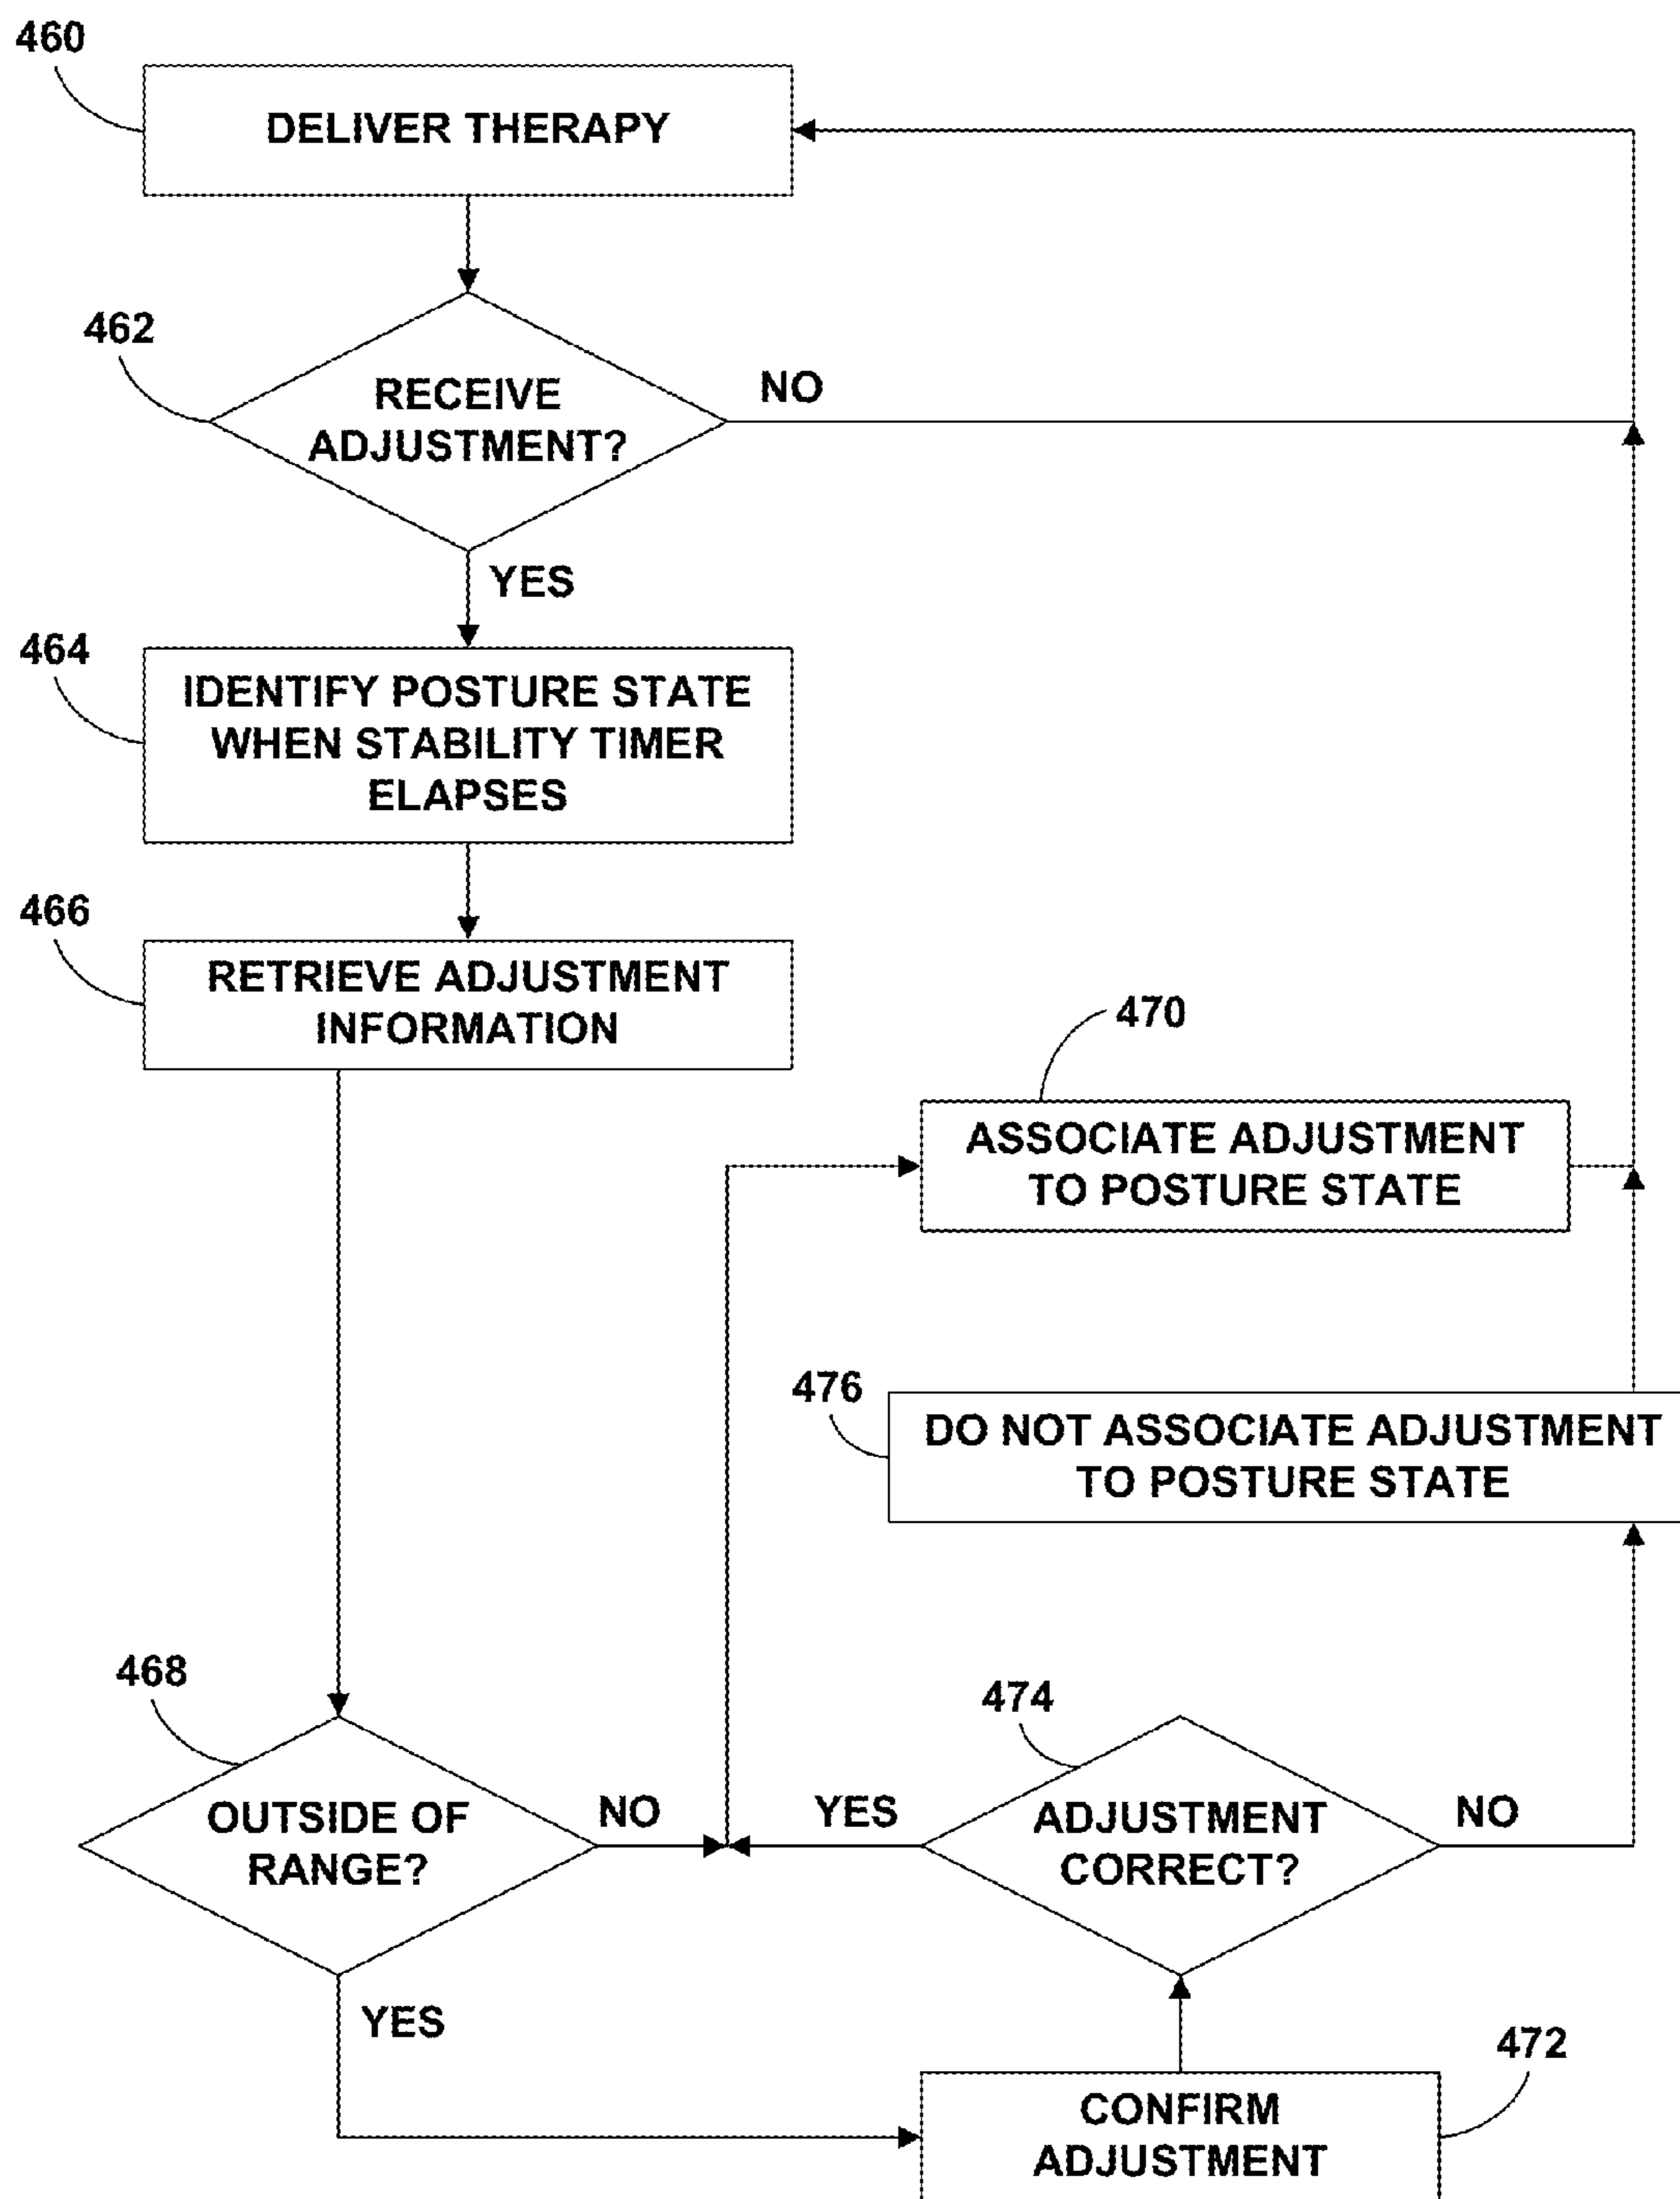 460
DELIVER THERAPY
462
RECEIVE
ADJUSTMENT?
NO
YES
464
IDENTIFY POSTURE STATE
WHEN STABILITY TIMER
ELAPSES
466
RETRIEVE ADJUSTMENT
INFORMATION
470
ASSOCIATE ADJUSTMENT
TO POSTURE STATE
476
DO NOT ASSOCIATE ADJUSTMENT
TO POSTURE STATE
468
OUTSIDE OF
RANGE?
NO
YES
474
ADJUSTMENT
CORRECT?
YES
NO
472
CONFIRM
ADJUSTMENT